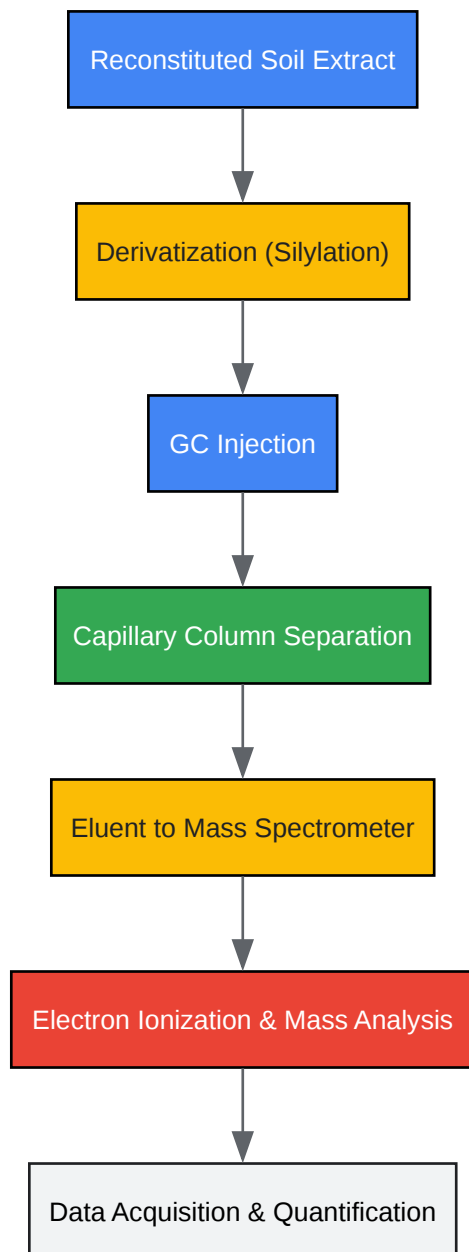 Reconstituted Soil Extract
Derivatization (Silylation)
GC Injection
Capillary Column Separation
Eluent to Mass Spectrometer
Electron Ionization & Mass Analysis
Data Acquisition & Quantification